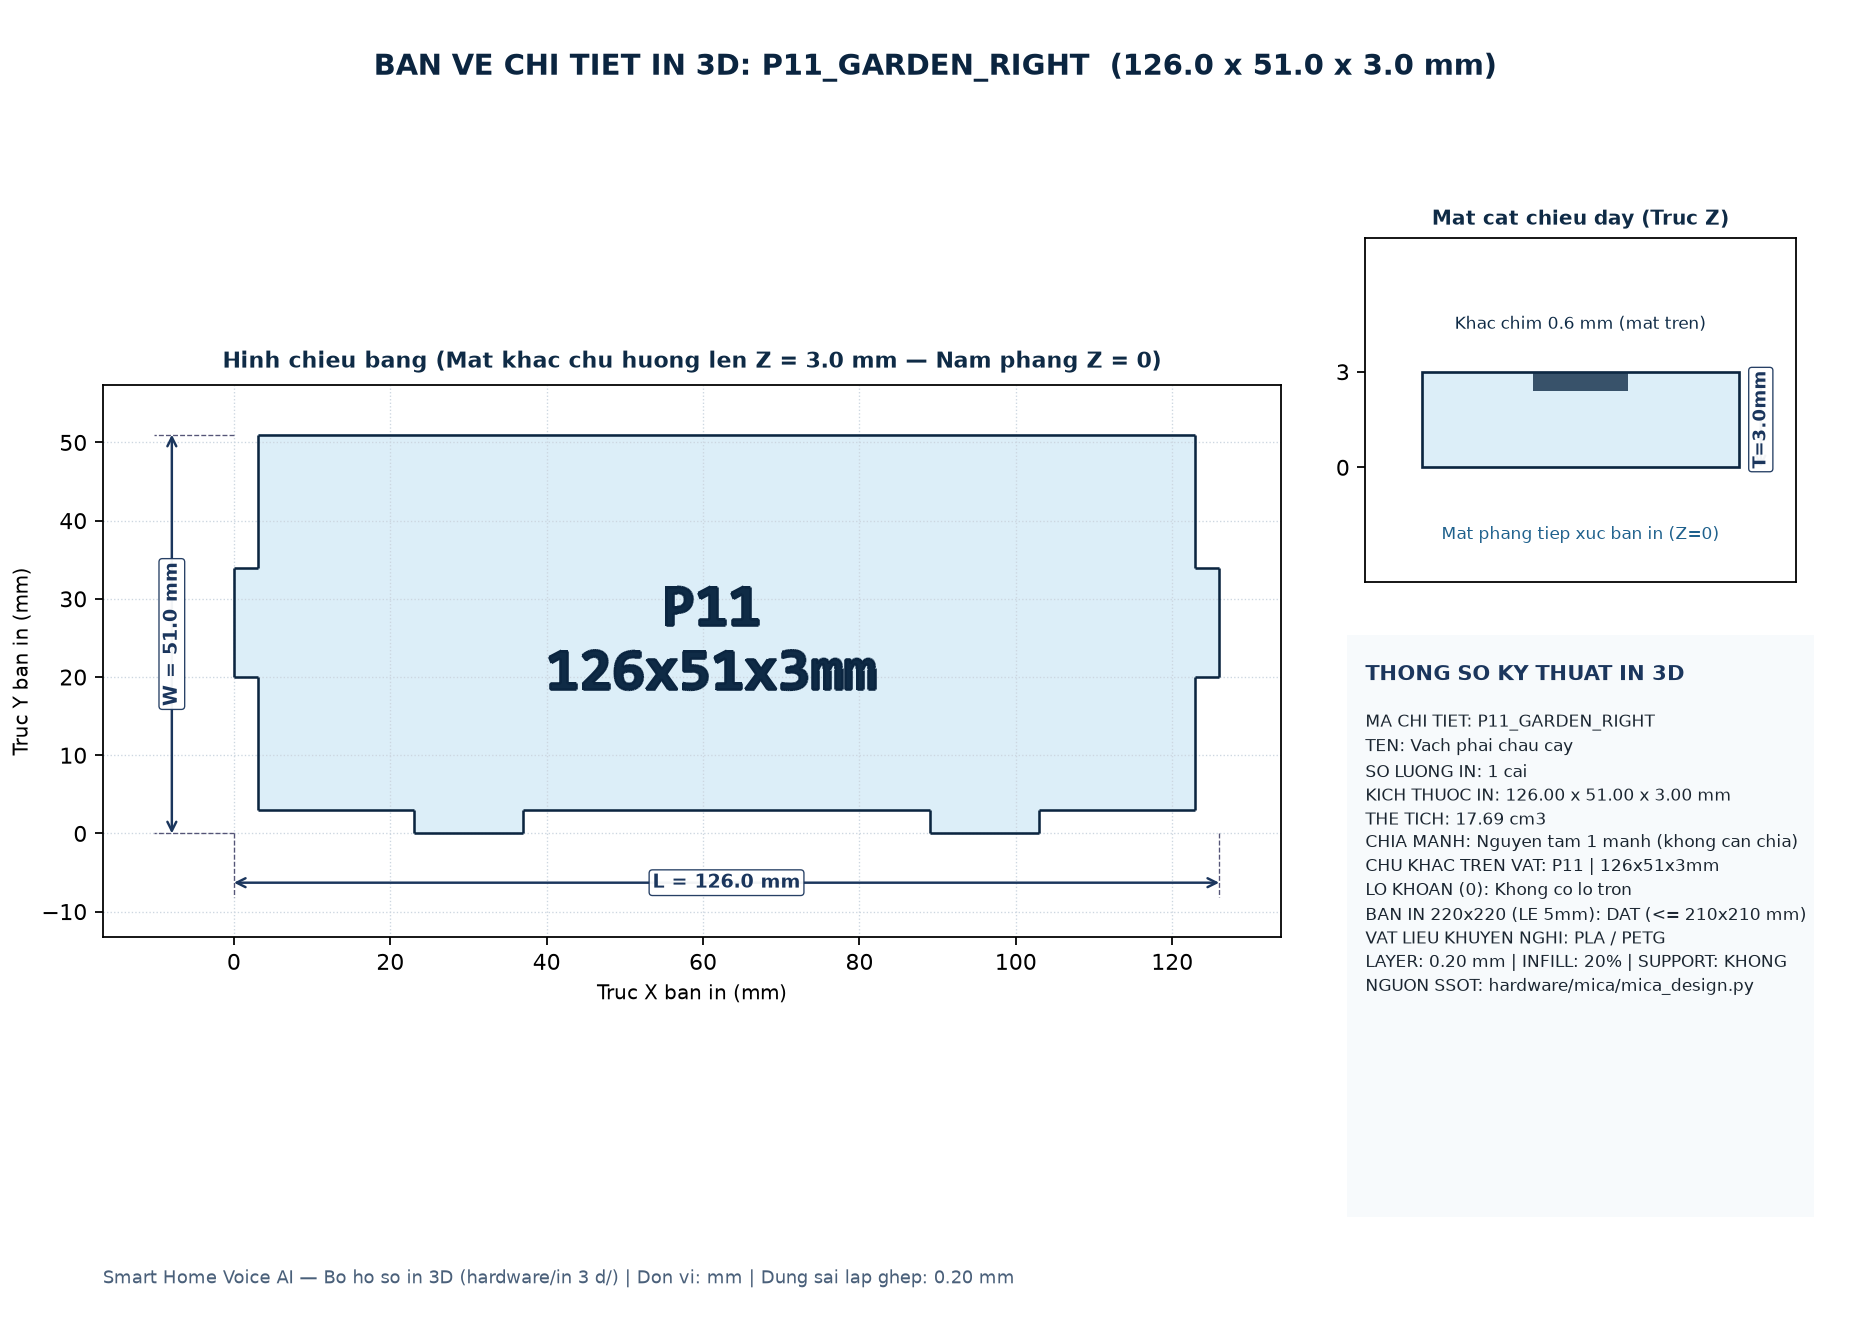 BAN VE CHI TIET IN 3D: P11_GARDEN_RIGHT (126.0 x 51.0 x 3.0 mm)
Hinh chieu bang (Mat khac chu huong len Z = 3.0 mm — Nam phang Z = 0)
Truc Y ban in (mm)
50
40
30
20
10
0
−10
W = 51.0 mm
P11
126x51x3mm
L = 126.0 mm
0
20
40
60
80
100
120
Truc X ban in (mm)
Mat cat chieu day (Truc Z)
Khac chim 0.6 mm (mat tren)
3
0
T=3.0mm
Mat phang tiep xuc ban in (Z=0)
THONG SO KY THUAT IN 3D
MA CHI TIET: P11_GARDEN_RIGHT
TEN: Vach phai chau cay
SO LUONG IN: 1 cai
KICH THUOC IN: 126.00 x 51.00 x 3.00 mm
THE TICH: 17.69 cm3
CHIA MANH: Nguyen tam 1 manh (khong can chia)
CHU KHAC TREN VAT: P11 | 126x51x3mm
LO KHOAN (0): Khong co lo tron
BAN IN 220x220 (LE 5mm): DAT (<= 210x210 mm)
VAT LIEU KHUYEN NGHI: PLA / PETG
LAYER: 0.20 mm | INFILL: 20% | SUPPORT: KHONG
NGUON SSOT: hardware/mica/mica_design.py
Smart Home Voice AI — Bo ho so in 3D (hardware/in 3 d/) | Don vi: mm | Dung sai lap ghep: 0.20 mm